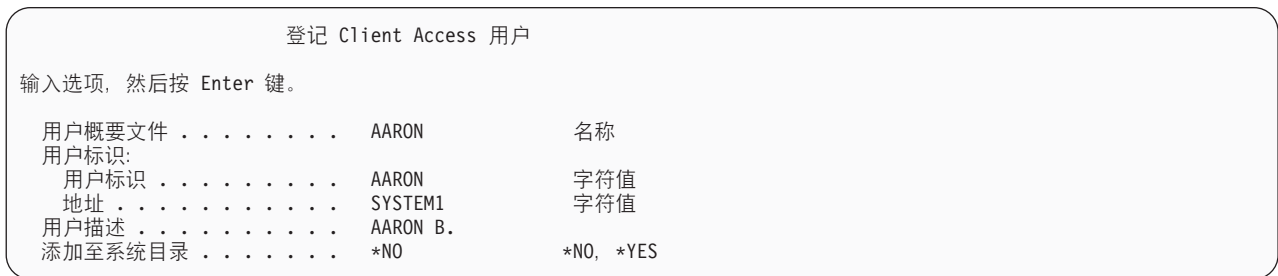 登记 Client Access 用户
输入选项, 然后按 Enter 键。
用户概要文件 . . . . . . . . AARON 名称
用户标识:
用户标识 . . . . . . . . . AARON 字符值
地址 . . . . . . . . . . . SYSTEM1 字符值
用户描述 . . . . . . . . . . AARON B.
添加至系统目录 . . . . . . . *NO *NO, *YES